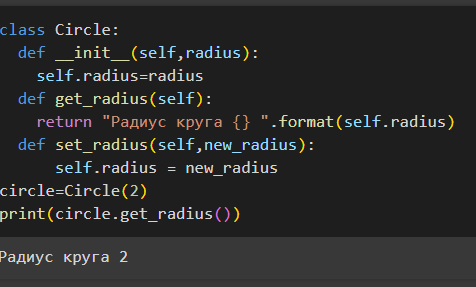 class Circle:
  def __init__(self,radius):
    self.radius=radius
  def get_radius(self):
    return "Радиус круга {} ".format(self.radius)
  def set_radius(self,new_radius):
      self.radius = new_radius
circle=Circle(2)
print(circle.get_radius())
Радиус круга 2